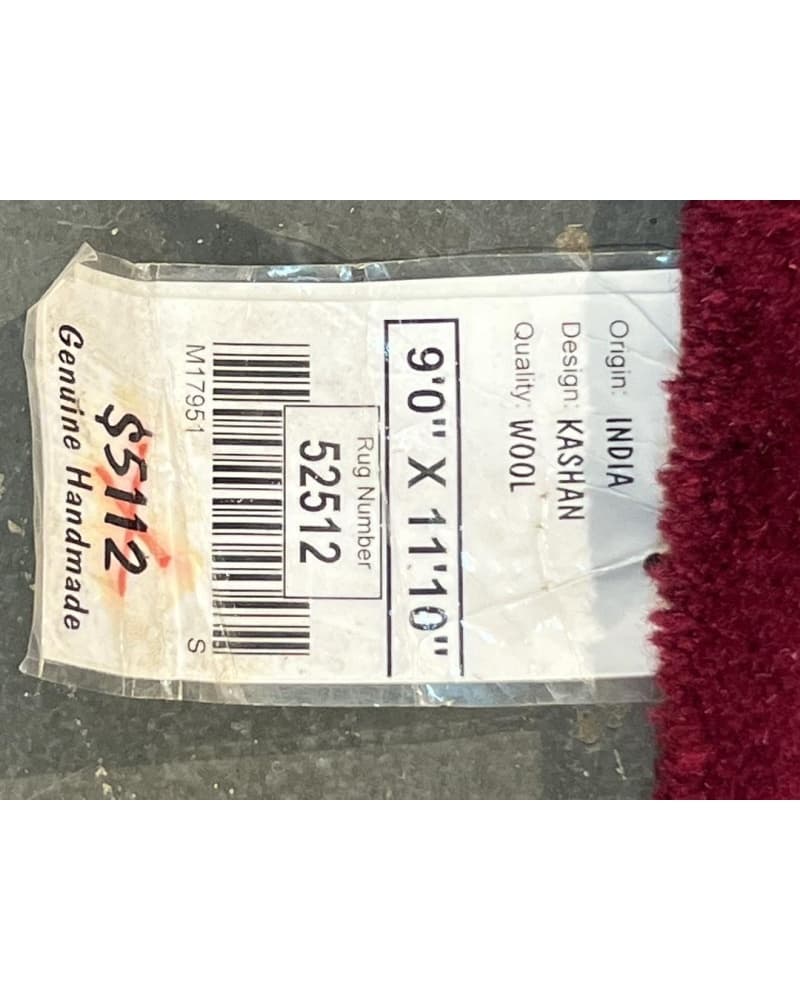 Origin: INDIA
Design: KASHAN
Quality: WOOL
9'0" X 11'10"
Rug Number
52512
M17951 S
$5112
Genuine Handmade